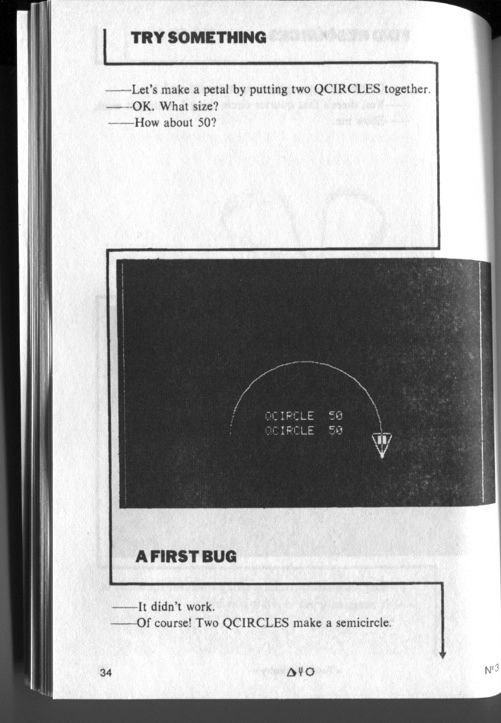 TRY SOMETHING
——Let's make a petal by putting two QCIRCLES together.
——OK. What size?
——How about 50?
QCIRCLE 50
QCIRCLE 50
A FIRST BUG
——It didn't work.
——Of course! Two QCIRCLES make a semicircle.
34
Nº3